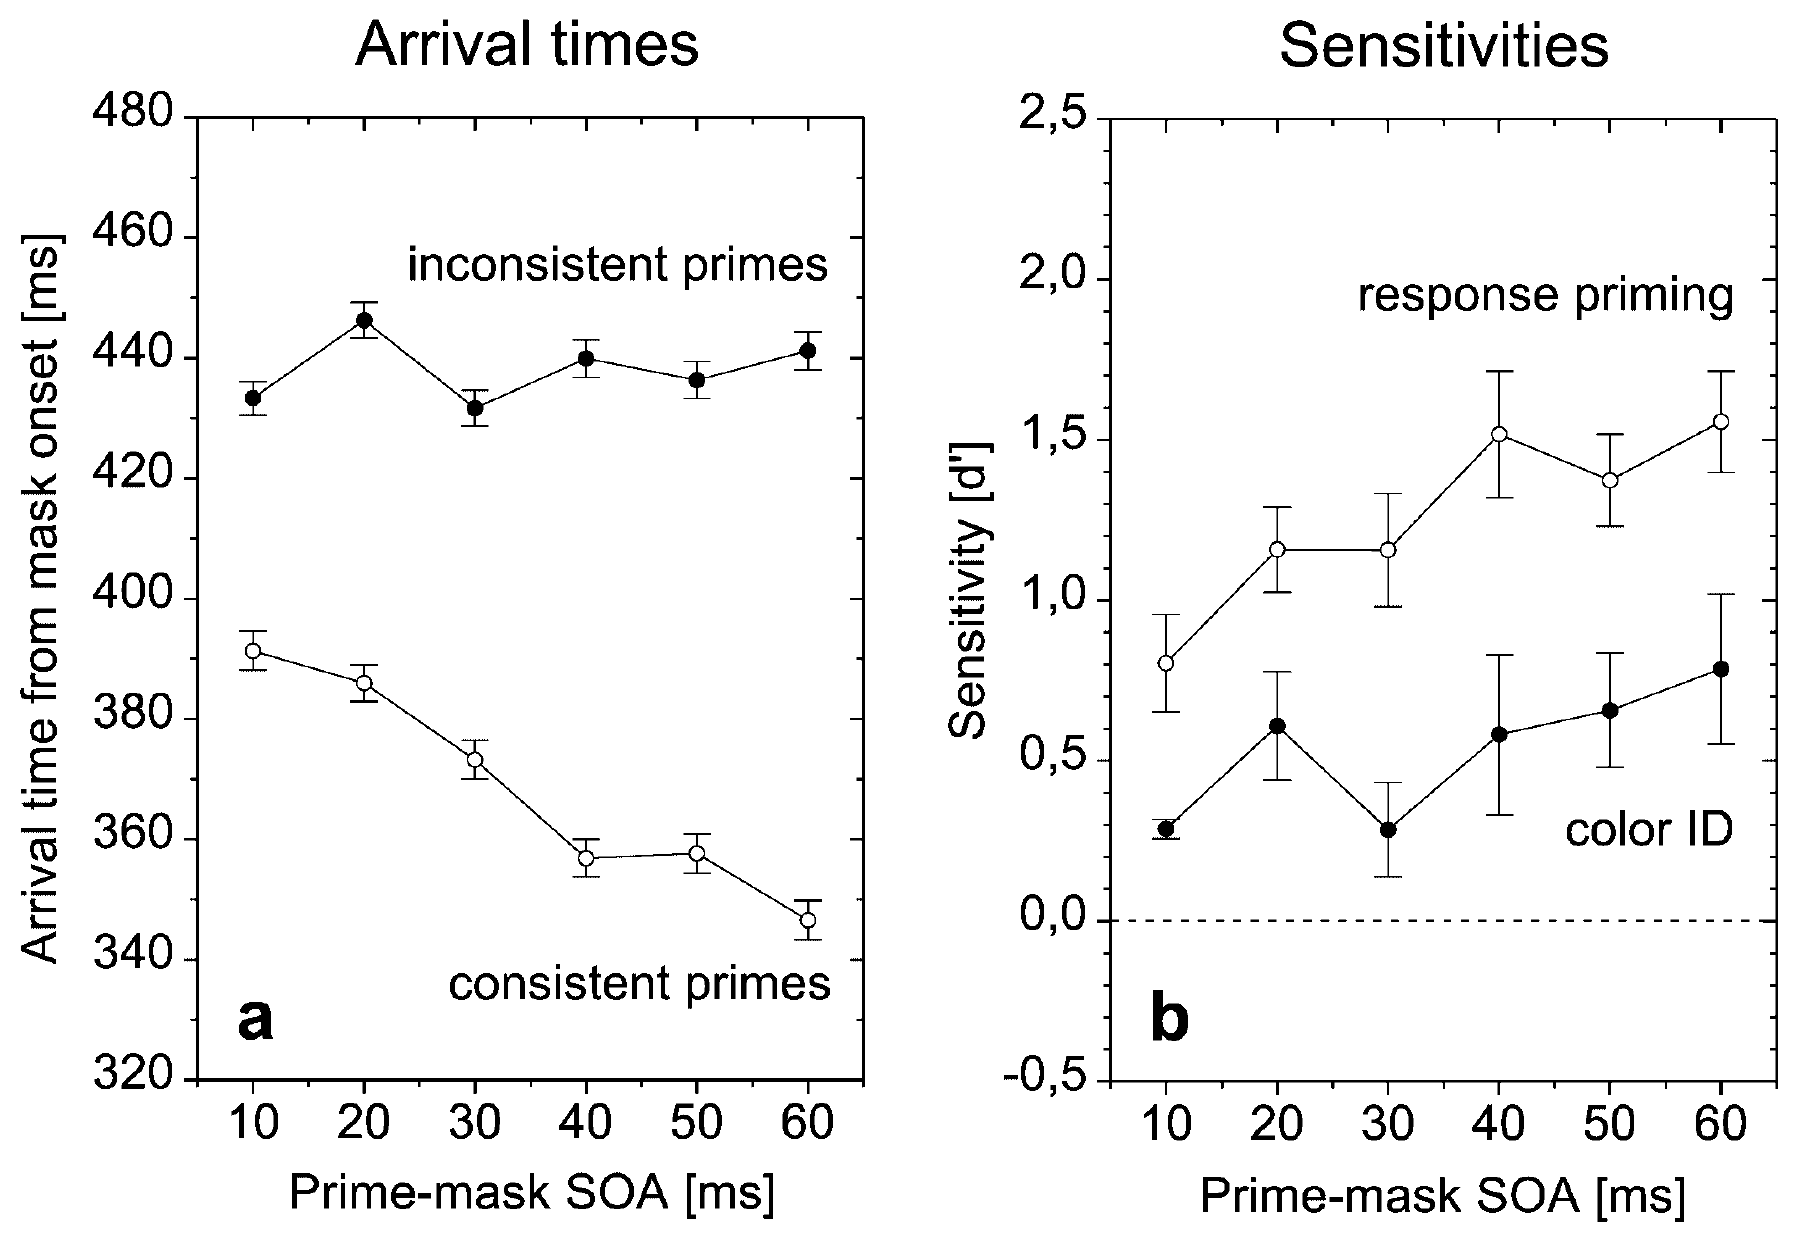 Arrival times
Arrival time from mask onset [ms]
480
460
440
420
400
380
360
340
320
inconsistent primes
consistent primes
a
10 20 30 40 50 60
Prime-mask SOA [ms]
Sensitivities
Sensitivity [d']
2,5
2,0
1,5
1,0
0,5
0,0
-0,5
response priming
color ID
b
10 20 30 40 50 60
Prime-mask SOA [ms]